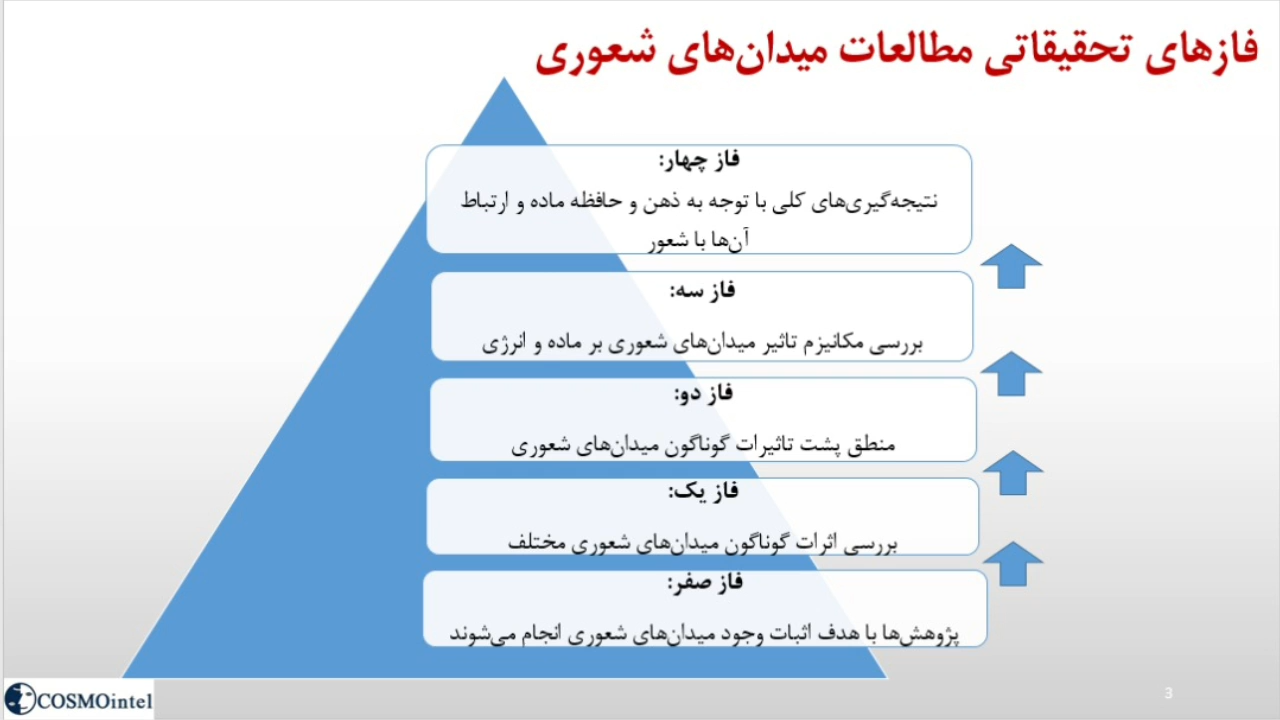 فازهای تحقیقاتی مطالعات میدان‌های شعوری
فاز چهار:
نتیجه‌گیری‌های کلی با توجه به ذهن و حافظه ماده و ارتباط
آن‌ها با شعور
فاز سه:
بررسی مکانیزم تاثیر میدان‌های شعوری بر ماده و انرژی
فاز دو:
منطق پشت تاثیرات گوناگون میدان‌های شعوری
فاز یک:
بررسی اثرات گوناگون میدان‌های شعوری مختلف
فاز صفر:
پژوهش‌ها با هدف اثبات وجود میدان‌های شعوری انجام می‌شوند
COSMOintel
3